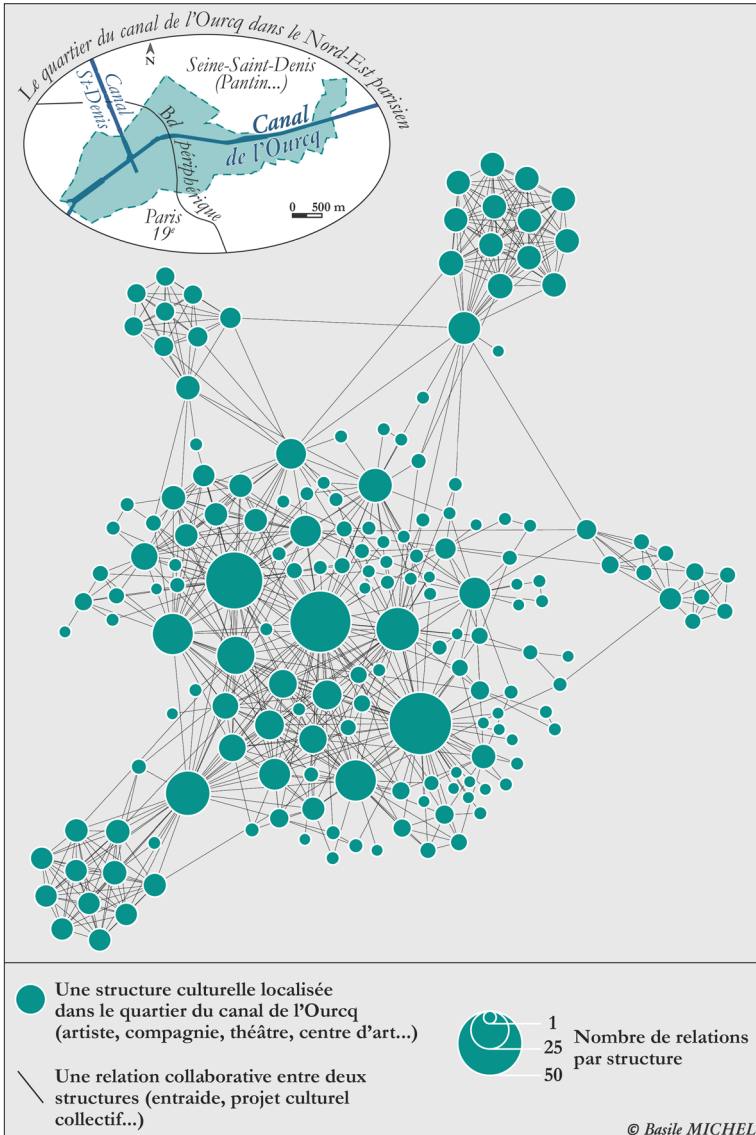 Le quartier du canal de l'Ourcq dans le Nord-Est parisien
N
Seine-Saint-Denis
(Pantin...)
Canal
St-Denis
Bd périphérique
Canal
de l'Ourcq
Paris
19e
0 500 m
Une structure culturelle localisée
dans le quartier du canal de l'Ourcq
(artiste, compagnie, théâtre, centre d'art...)
Une relation collaborative entre deux
structures (entraide, projet culturel
collectif...)
1
25
50
Nombre de relations
par structure
© Basile MICHEL